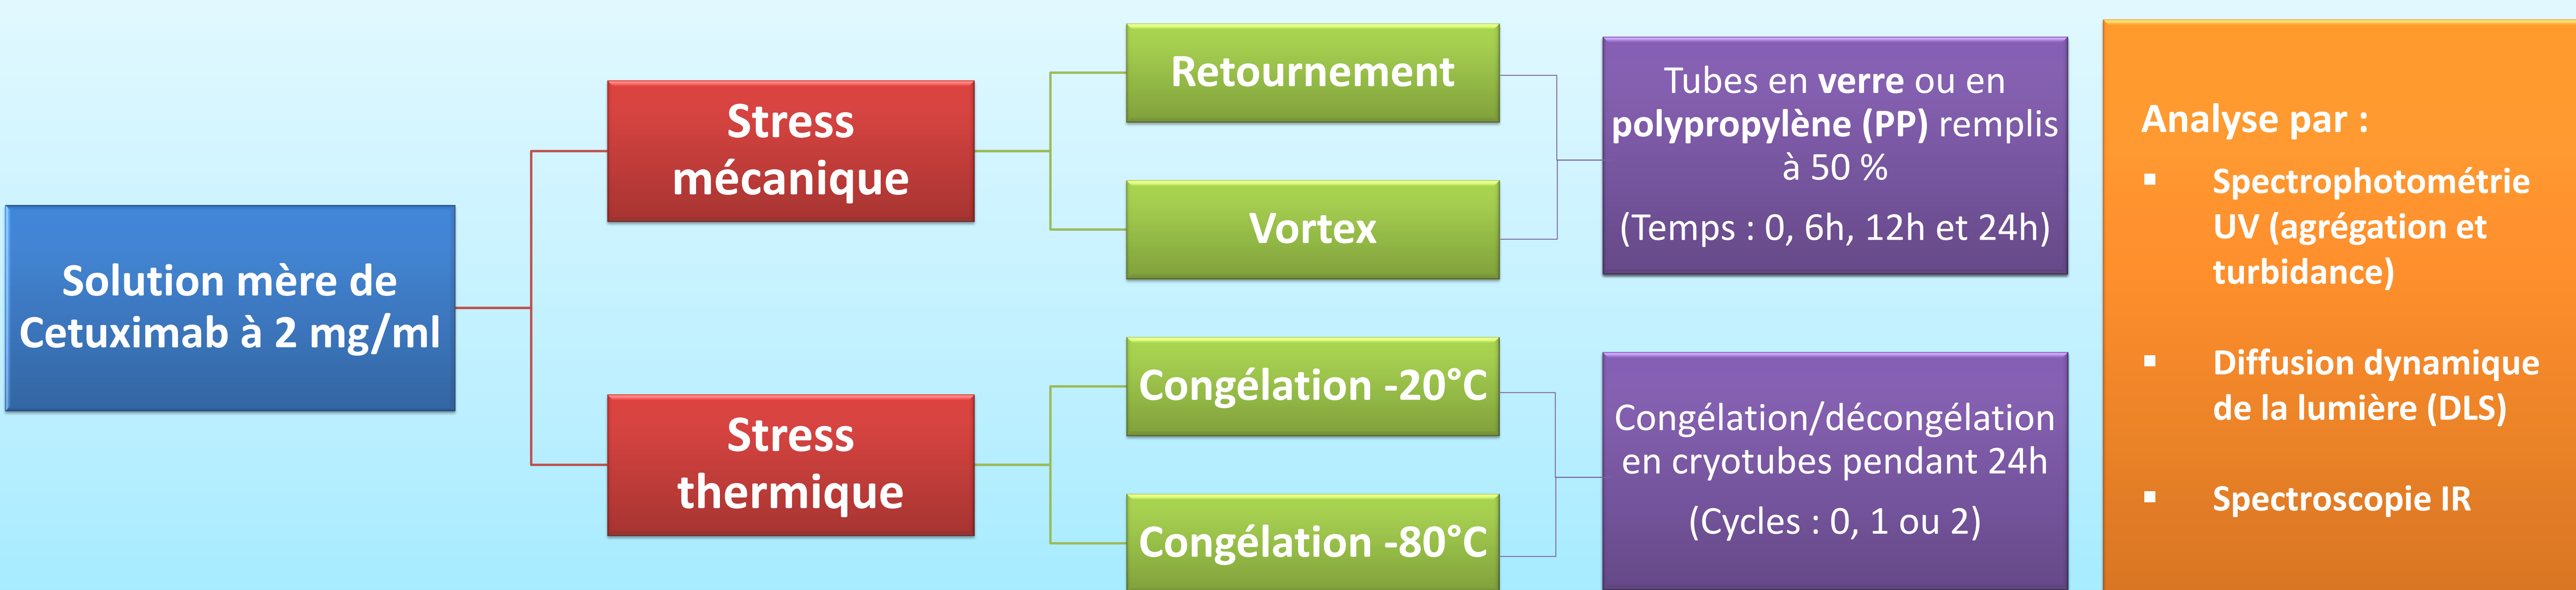 Solution mère de
Cetuximab à 2 mg/ml
Stress
mécanique
Stress
thermique
Retournement
Vortex
Congélation -20°C
Congélation -80°C
Tubes en verre ou en
polypropylène (PP) remplis
à 50 %
(Temps : 0, 6h, 12h et 24h)
Congélation/décongélation
en cryotubes pendant 24h
(Cycles : 0, 1 ou 2)
Analyse par :
▪ Spectrophotométrie
UV (agrégation et
turbidance)
▪ Diffusion dynamique
de la lumière (DLS)
▪ Spectroscopie IR